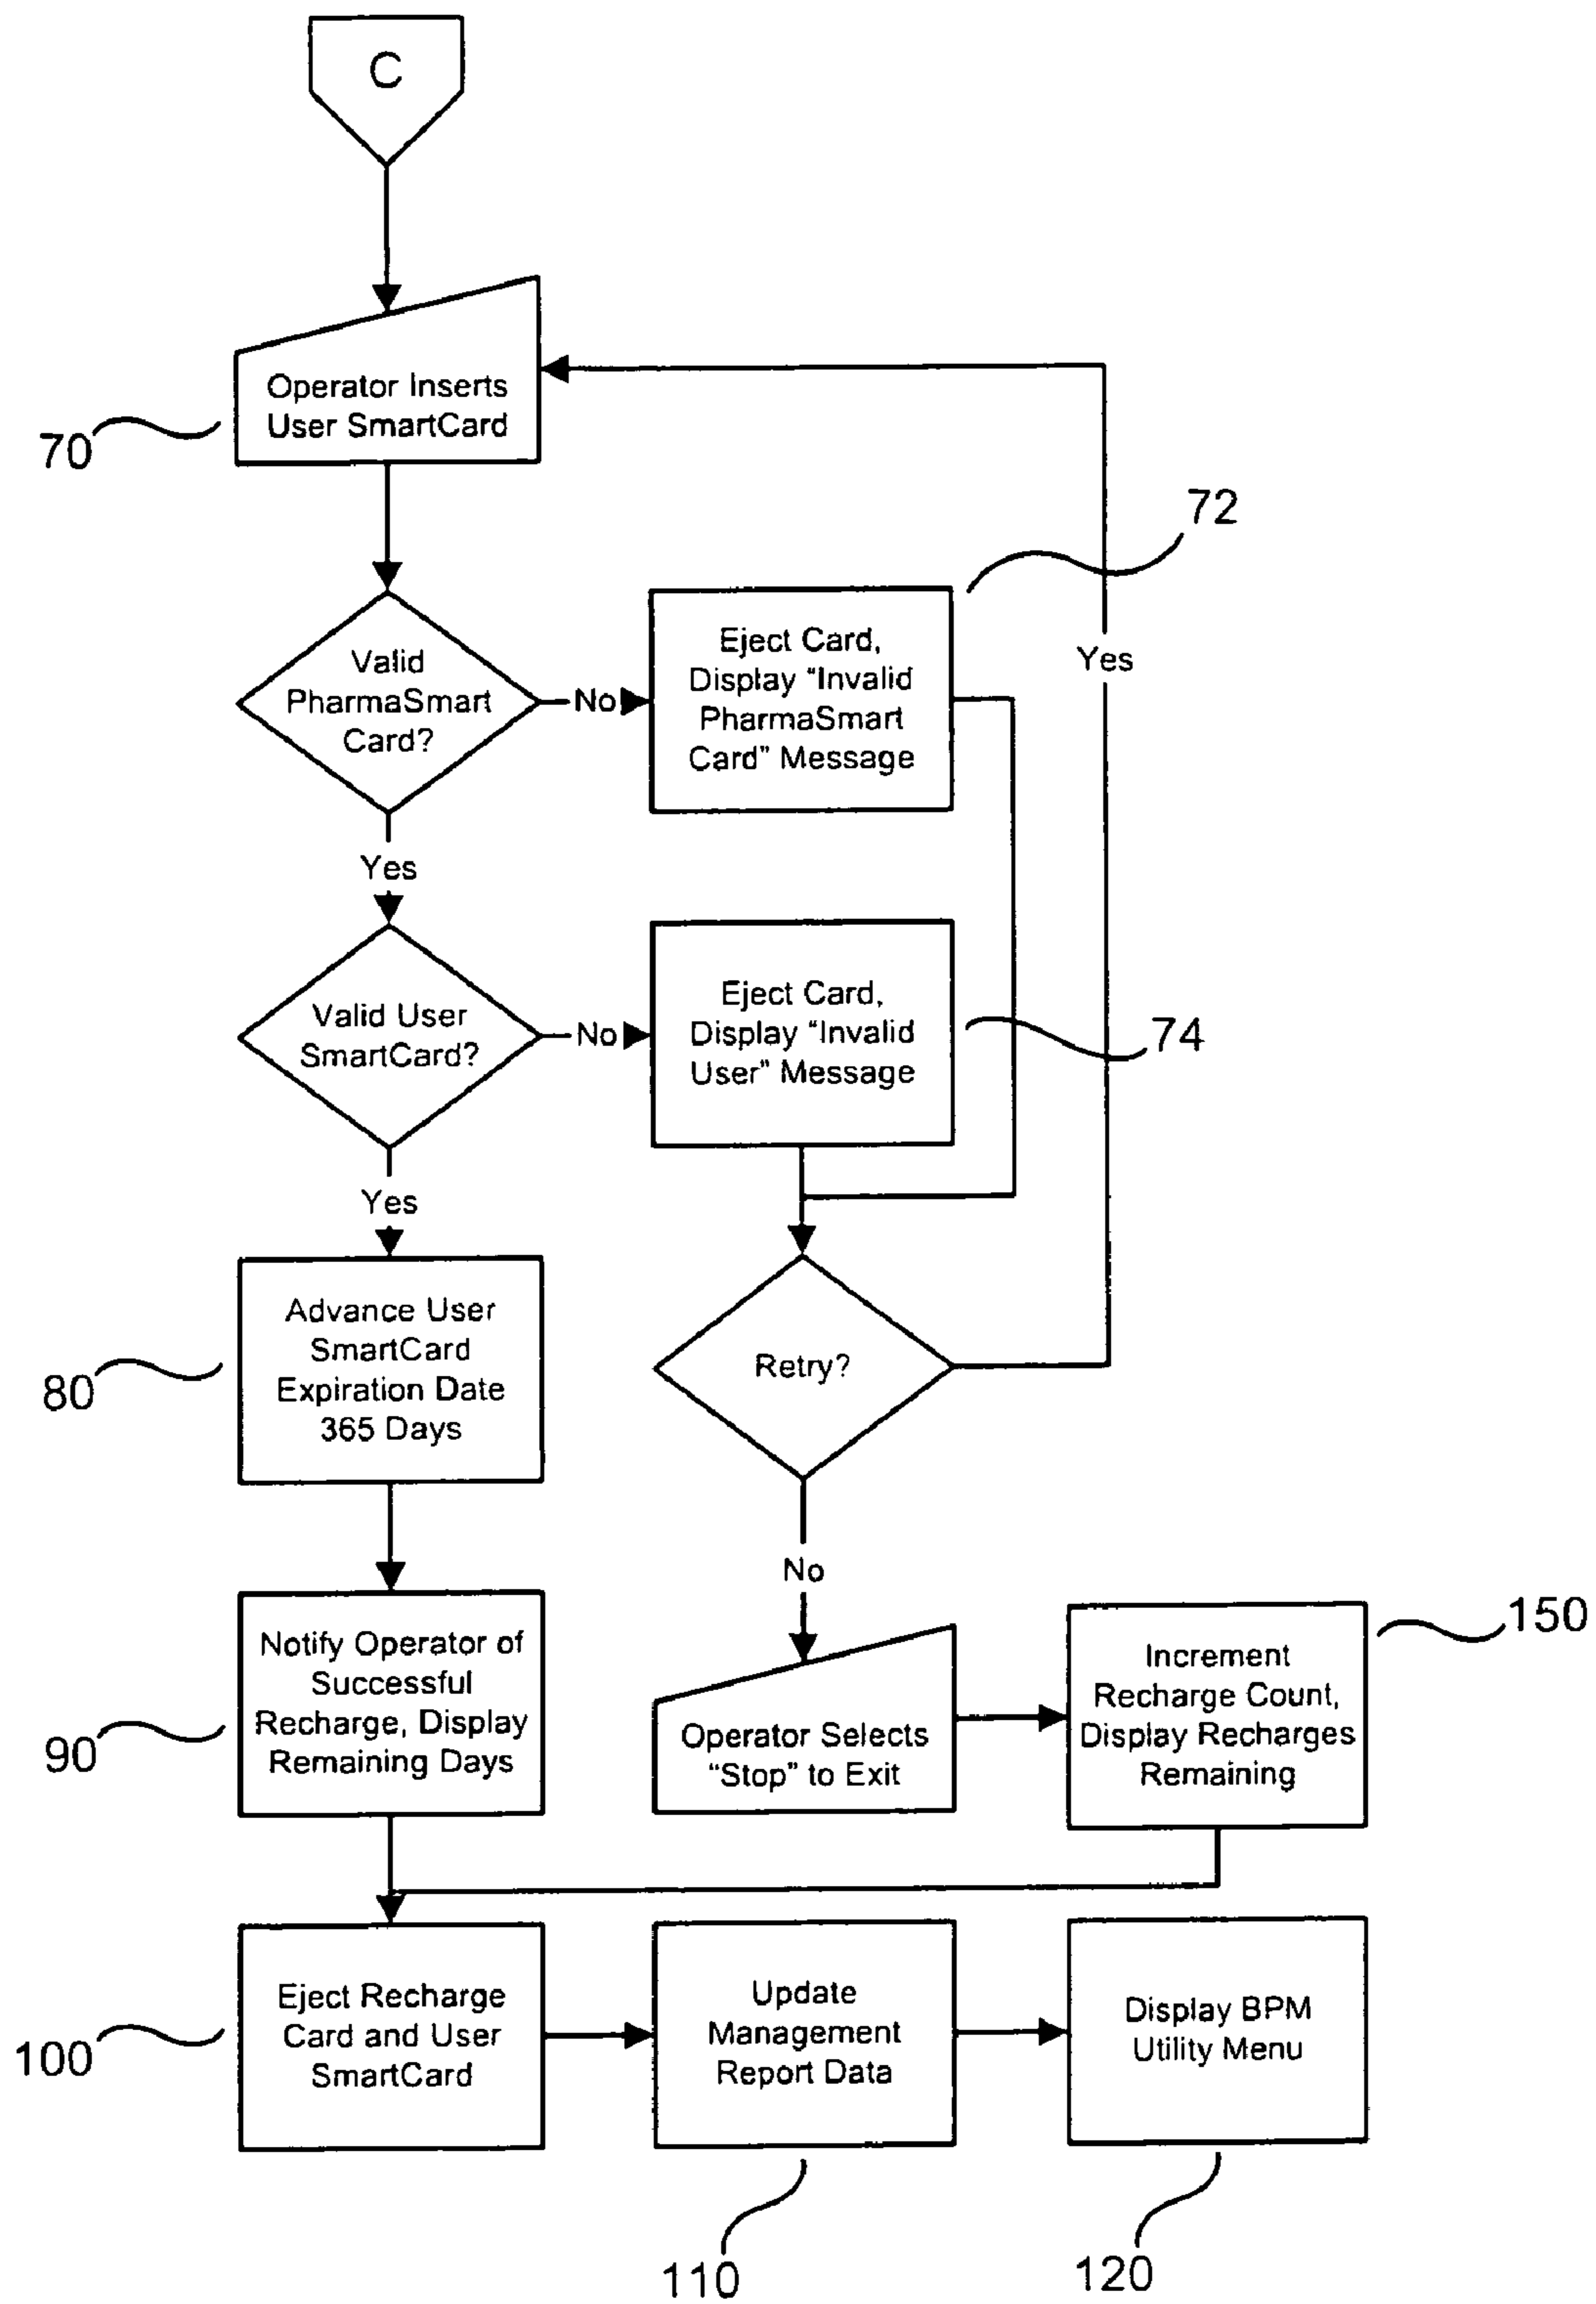 C
Operator Inserts
User SmartCard
70
72
Valid
PharmaSmart
Card?
No
Eject Card,
Display “Invalid
PharmaSmart
Card” Message
Yes
Yes
Valid User
SmartCard?
No
Eject Card,
Display “Invalid
User” Message
74
Yes
Advance User
SmartCard
Expiration Date
365 Days
80
Retry?
No
Notify Operator of
Successful
Recharge, Display
Remaining Days
90
Operator Selects
“Stop” to Exit
Increment
Recharge Count,
Display Recharges
Remaining
150
Eject Recharge
Card and User
SmartCard
100
Update
Management
Report Data
110
Display BPM
Utility Menu
120